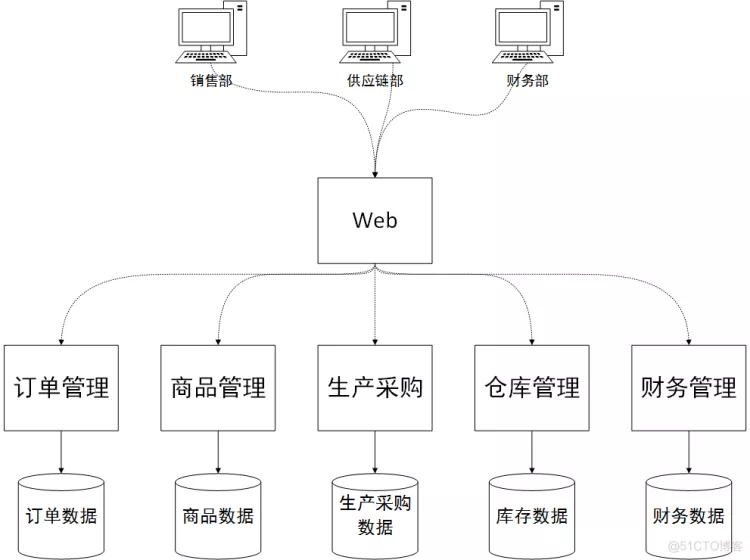 销售部
供应链部
财务部
Web
订单管理
商品管理
生产采购
仓库管理
财务管理
订单数据
商品数据
生产采购
数据
库存数据
财务数据
@51CTO博客